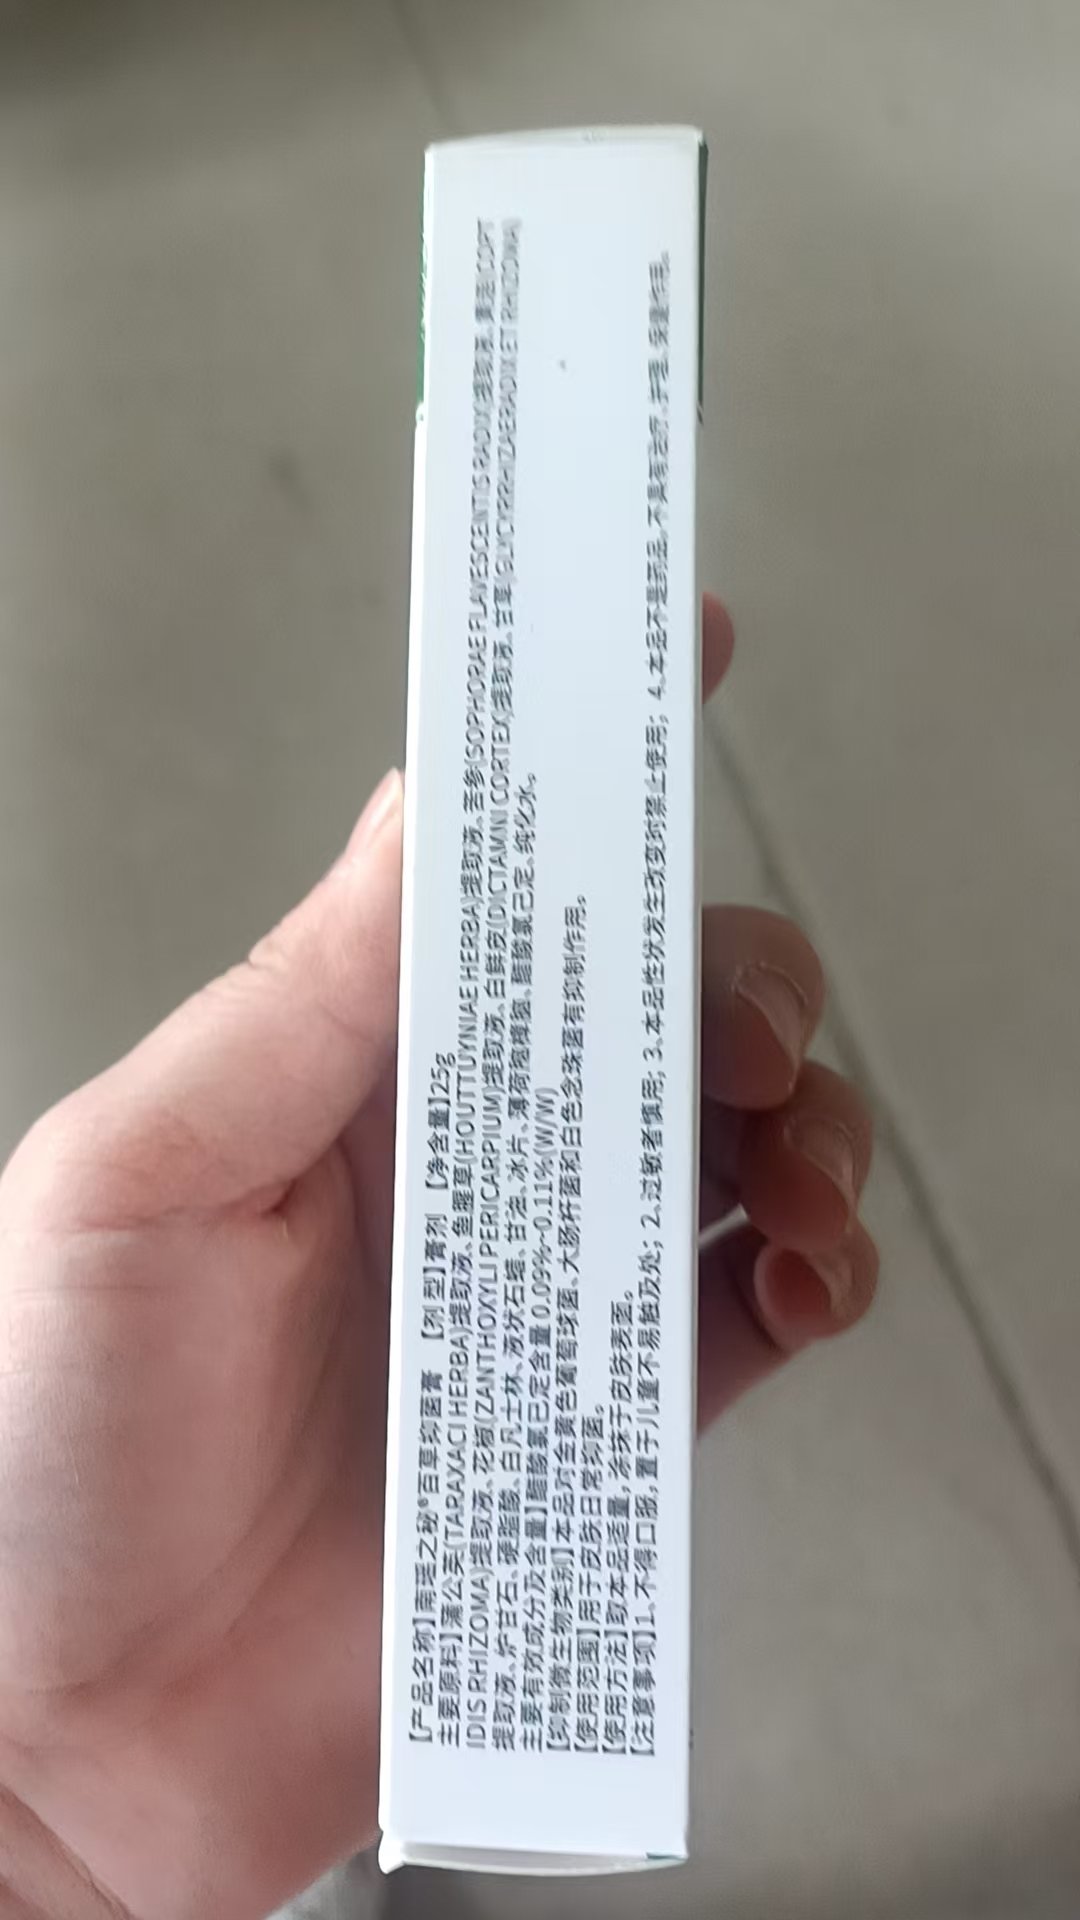 【产品名称】南瑶之秘®百草抑菌膏 【剂 型】膏剂 【净含量】25g
主要原料】蒲公英(TARAXACI HERBA)提取液、鱼腥草(HOUTTUYNIAE HERBA)提取液、苦参(SOPHORAE FLAVESCENTIS RADIX)提取液、黄连(COPT
IDIS RHIZOMA)提取液、花椒(ZANTHOXYLI PERICARPIUM)提取液、白鲜皮(DICTAMNI CORTEX)提取液、甘草(GLYCYRRHIZAE RADIX ET RHIZOMA)
提取液、炉甘石、硬脂酸、白凡士林、液状石蜡、甘油、冰片、薄荷脑、樟脑、醋酸氯己定、纯化水。
主要有效成分及含量】醋酸氯己定含量 0.09%~0.11%(W/W)
【抑制微生物类别】本品对金黄色葡萄球菌、大肠杆菌和白色念珠菌有抑制作用。
【使用范围】用于皮肤日常抑菌。
【使用方法】取本品适量,涂抹于皮肤表面。
【注意事项】1、不得口服,置于儿童不易触及处；2、过敏者慎用；3、本品性状发生改变时禁止使用； 4、本品不是药品,不具有治疗、护理、保健作用。